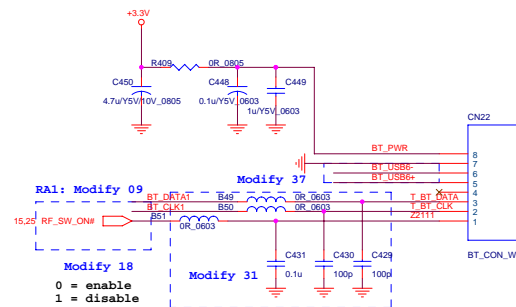 +3.3V
R409 0R_0805
C450
4.7u/Y5V/10V_0805
C448
0.1u/Y5V_0603
C449
1u/Y5V_0603
CN22
BT_PWR
8
7
BT_USB6-
6
BT_USB6+
5
4
Modify 37
RA1: Modify 09
BT_DATA1 B49 0R_0603 T_BT_DATA 3
BT_CLK1 B50 0R_0603 T_BT_CLK 2
15,25 RF_SW_ON# B51 0R_0603 Z2111 1
BT_CON_W
C431
0.1u
C430
100p
C429
100p
Modify 18
Modify 31
0 = enable
1 = disable